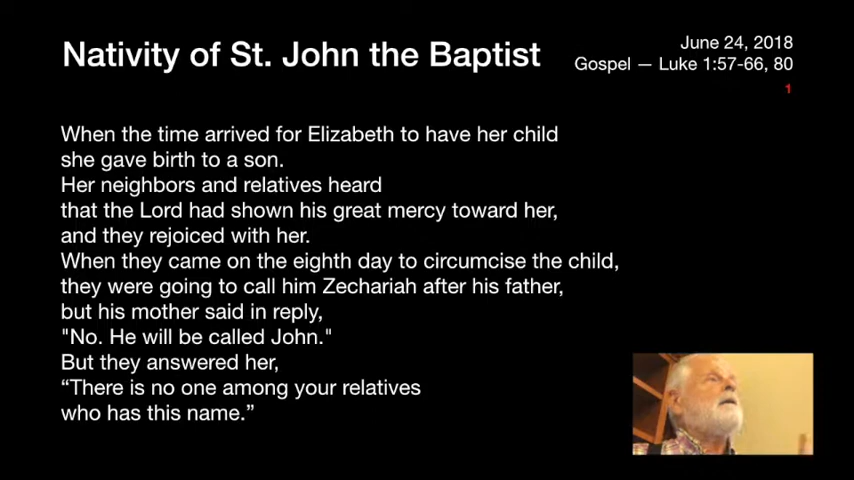 Nativity of St. John the Baptist
June 24, 2018
Gospel — Luke 1:57-66, 80
1
When the time arrived for Elizabeth to have her child
she gave birth to a son.
Her neighbors and relatives heard
that the Lord had shown his great mercy toward her,
and they rejoiced with her.
When they came on the eighth day to circumcise the child,
they were going to call him Zechariah after his father,
but his mother said in reply,
"No. He will be called John."
But they answered her,
“There is no one among your relatives
who has this name.”